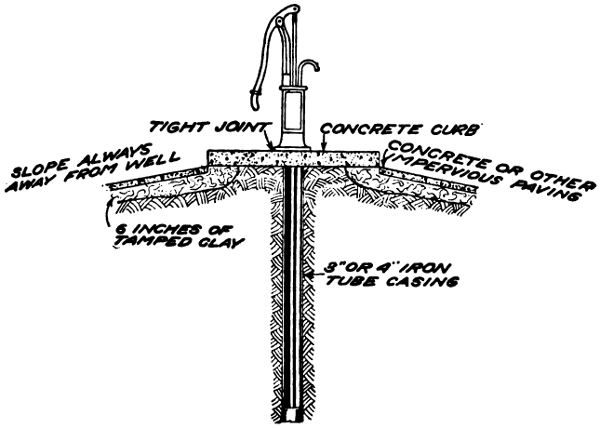 TIGHT JOINT
CONCRETE CURB
SLOPE ALWAYS
AWAY FROM WELL
CONCRETE OR OTHER
IMPERVIOUS PAVING
6 INCHES OF
TAMPED CLAY
3" OR 4" IRON
TUBE CASING